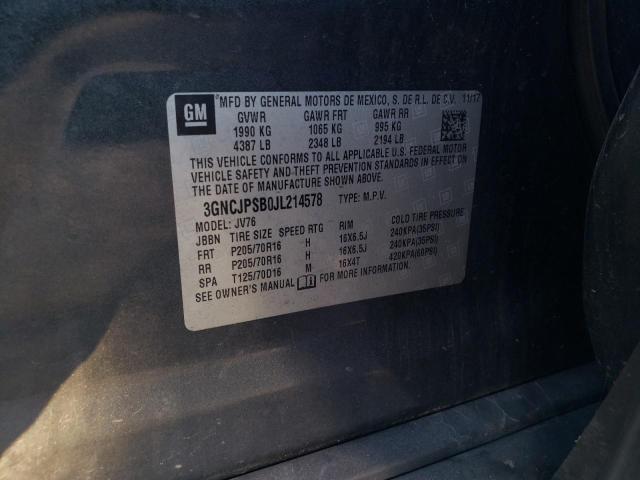 GM
MFD BY GENERAL MOTORS DE MEXICO, S. DE R.L. DE C.V. 11/17
GVWR GAWR FRT GAWR RR
1990 KG 1065 KG 995 KG
4387 LB 2348 LB 2194 LB
THIS VEHICLE CONFORMS TO ALL APPLICABLE U.S. FEDERAL MOTOR
VEHICLE SAFETY AND THEFT PREVENTION STANDARDS IN EFFECT ON
DATE OF MANUFACTURE SHOWN ABOVE.
3GNCJPSB0JL214578 TYPE: M.P.V.
MODEL: JV76
JBBN TIRE SIZE SPEED RTG RIM COLD TIRE PRESSURE
FRT P205/70R16 H 16X6.5J 240KPA(35PSI)
RR P205/70R16 H 16X6.5J 240KPA(35PSI)
SPA T125/70D16 M 16X4T 420KPA(60PSI)
SEE OWNER'S MANUAL FOR MORE INFORMATION.